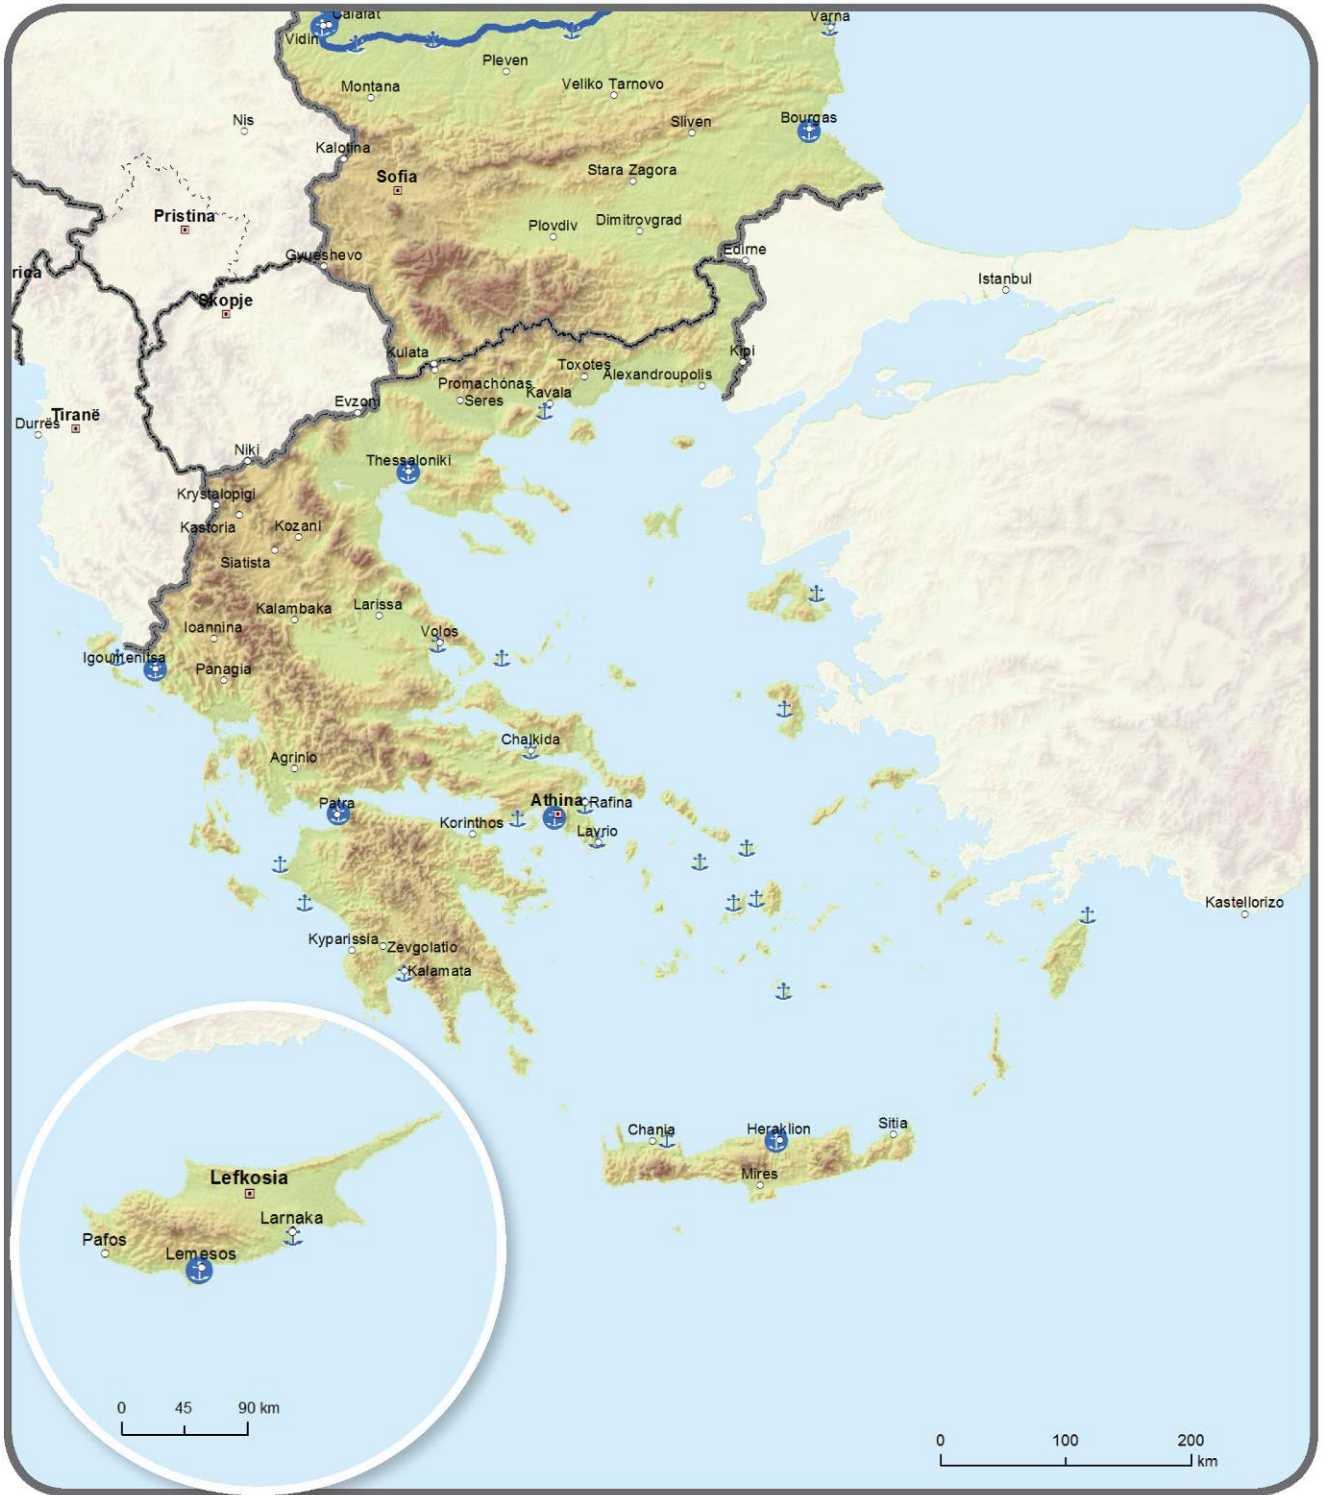 Calafat
Varna
Vidin
Pleven
Montana
Veliko Tarnovo
Nis
Sliven
Bourgas
Kalotina
Sofia
Stara Zagora
Pristina
Plovdiv
Dimitrovgrad
Gyueshevo
Edirne
rica
Istanbul
Skopje
Kulata
Kipi
Toxotes
Alexandroupolis
Promachonas
Kavala
Evzoni
Seres
Tiranë
Durrës
Niki
Thessaloniki
Krystalopigi
Kastoria
Kozani
Siatista
Kalambaka
Larissa
Ioannina
Volos
Igoumenitsa
Panagia
Chalkida
Agrinio
Patra
Athina
Rafina
Korinthos
Lavrio
Kastellorizo
Kyparissia
Zevgolatio
Kalamata
Chania
Heraklion
Sitia
Mires
Lefkosia
Larnaka
Pafos
Lemesos
0 45 90 km
0 100 200
km